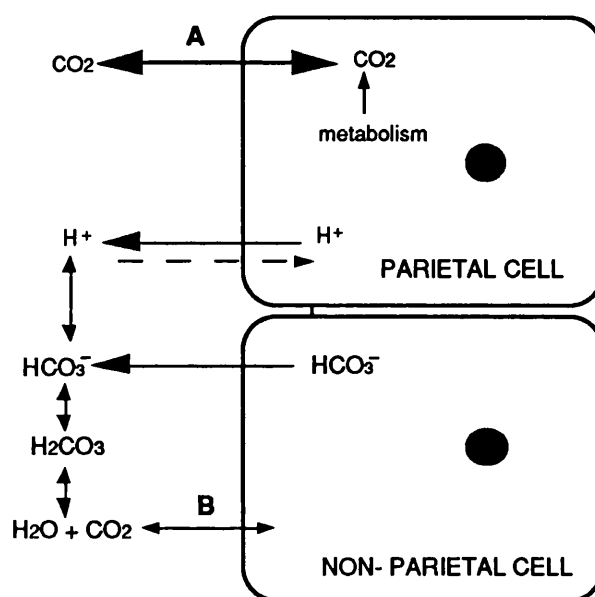 A
CO2 CO2
metabolism
H+ H+
PARIETAL CELL
HCO3- HCO3-
H2CO3
B
H2O + CO2
NON- PARIETAL CELL